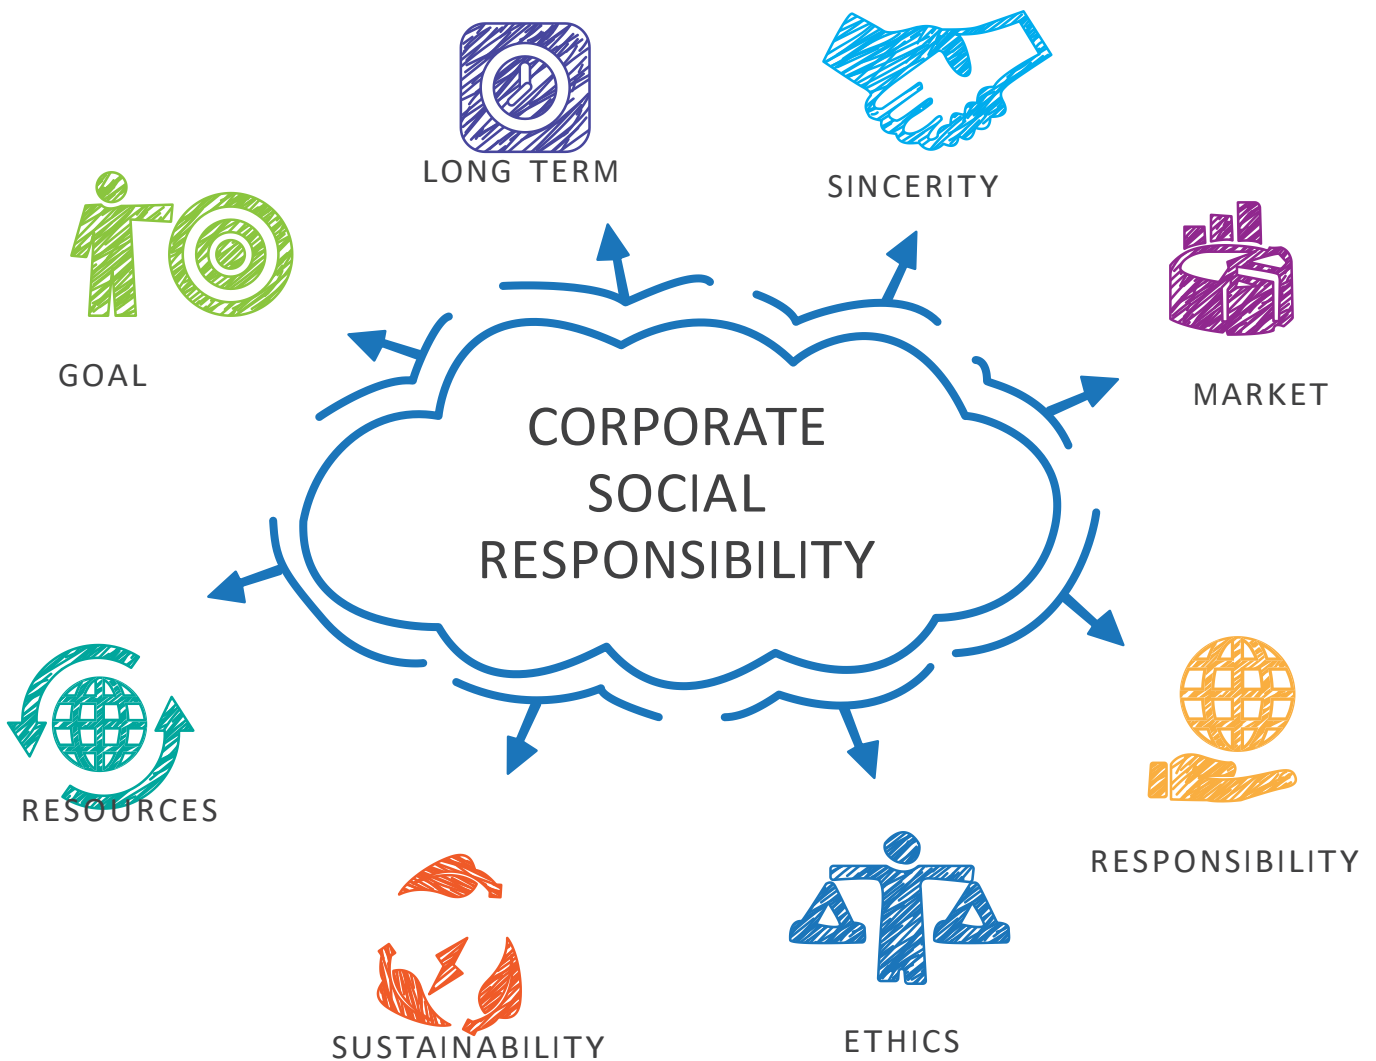 LONG TERM
SINCERITY
GOAL
MARKET
CORPORATE
SOCIAL
RESPONSIBILITY
RESOURCES
RESPONSIBILITY
SUSTAINABILITY
ETHICS